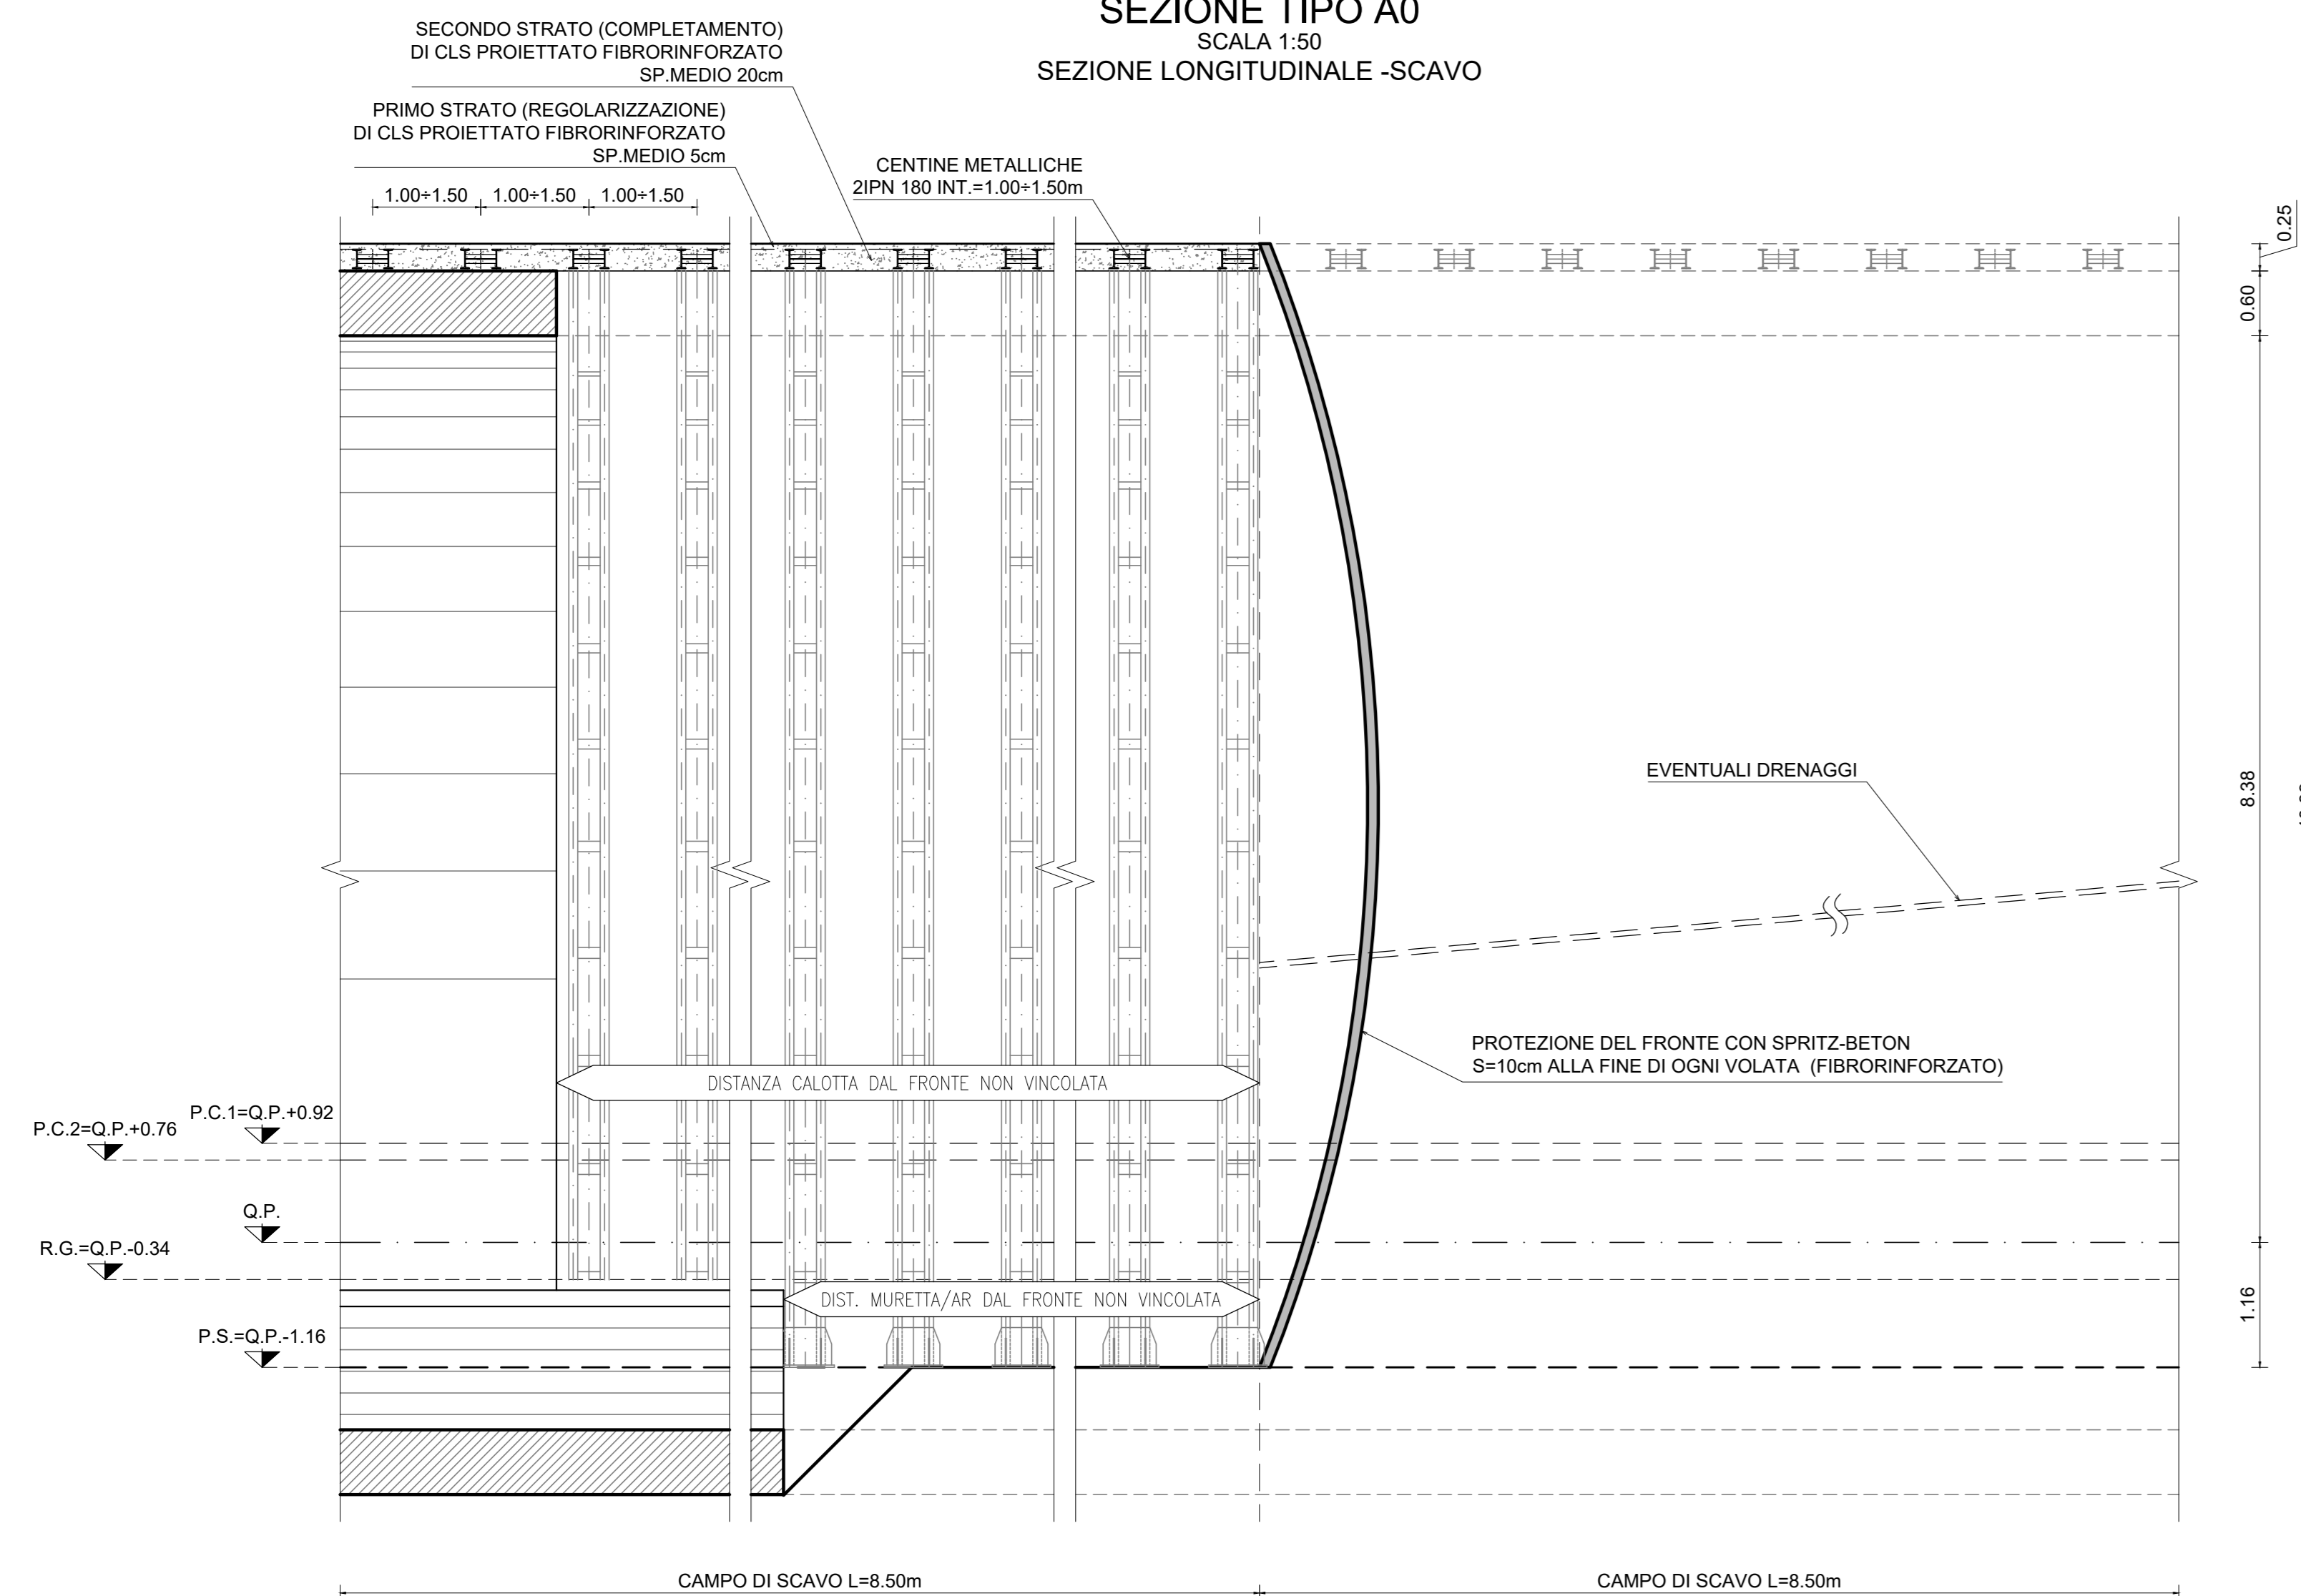 SEZIONE TIPO A0
SCALA 1:50
SEZIONE LONGITUDINALE -SCAVO
SECONDO STRATO (COMPLETAMENTO)
DI CLS PROIETTATO FIBRORINFORZATO
SP.MEDIO 20cm
PRIMO STRATO (REGOLARIZZAZIONE)
DI CLS PROIETTATO FIBRORINFORZATO
SP.MEDIO 5cm
CENTINE METALLICHE
2IPN 180 INT.=1.00÷1.50m
1.00÷1.50
1.00÷1.50
1.00÷1.50
0.25
0.60
8.38
EVENTUALI DRENAGGI
PROTEZIONE DEL FRONTE CON SPRITZ-BETON
S=10cm ALLA FINE DI OGNI VOLATA (FIBRORINFORZATO)
DISTANZA CALOTTA DAL FRONTE NON VINCOLATA
P.C.1=Q.P.+0.92
P.C.2=Q.P.+0.76
Q.P.
R.G.=Q.P.-0.34
DIST. MURETTA/AR DAL FRONTE NON VINCOLATA
1.16
P.S.=Q.P.-1.16
CAMPO DI SCAVO L=8.50m
CAMPO DI SCAVO L=8.50m